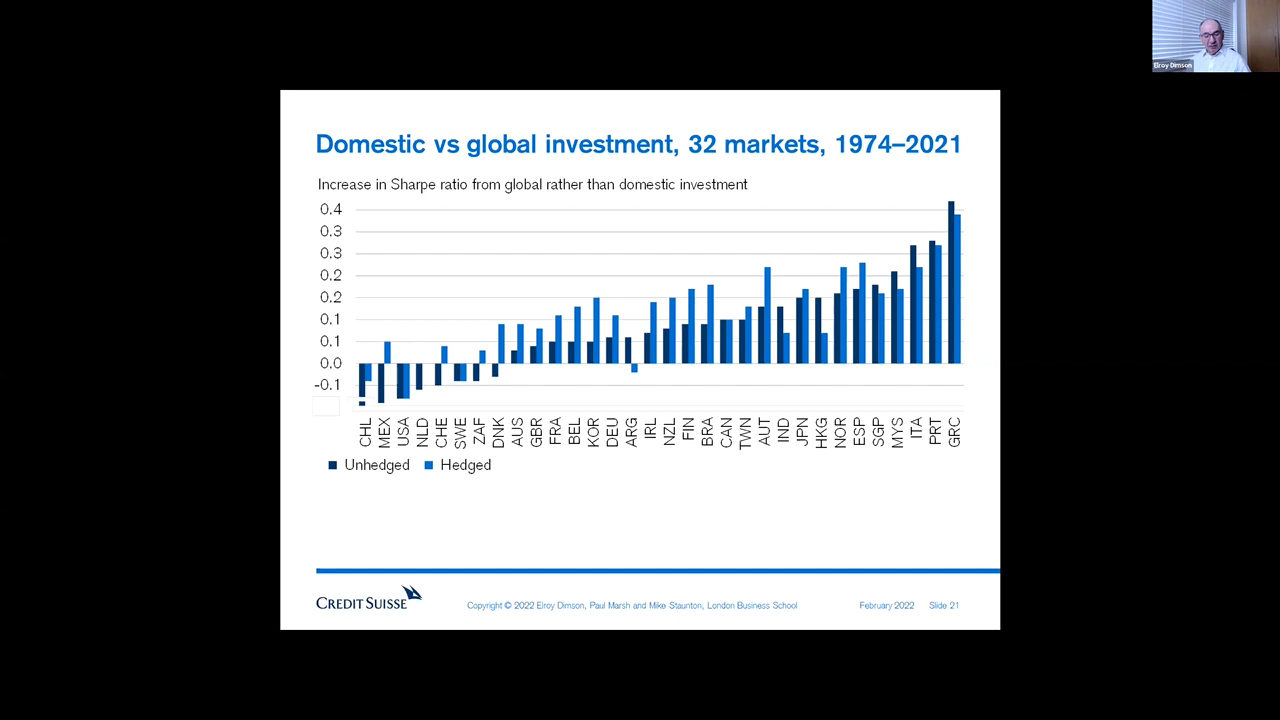 Elroy Dimson
Domestic vs global investment, 32 markets, 1974–2021
Increase in Sharpe ratio from global rather than domestic investment
0.4
0.3
0.3
0.2
0.2
0.1
0.1
0.0
-0.1
CHL MEX USA NLD CHE SWE ZAF DNK AUS GBR FRA BEL KOR DEU ARG IRL NZL FIN BRA CAN TWN AUT IND JPN HKG NOR ESP SGP MYS ITA PRT GRC
Unhedged Hedged
CREDIT SUISSE Copyright © 2022 Elroy Dimson, Paul Marsh and Mike Staunton, London Business School February 2022 Slide 21